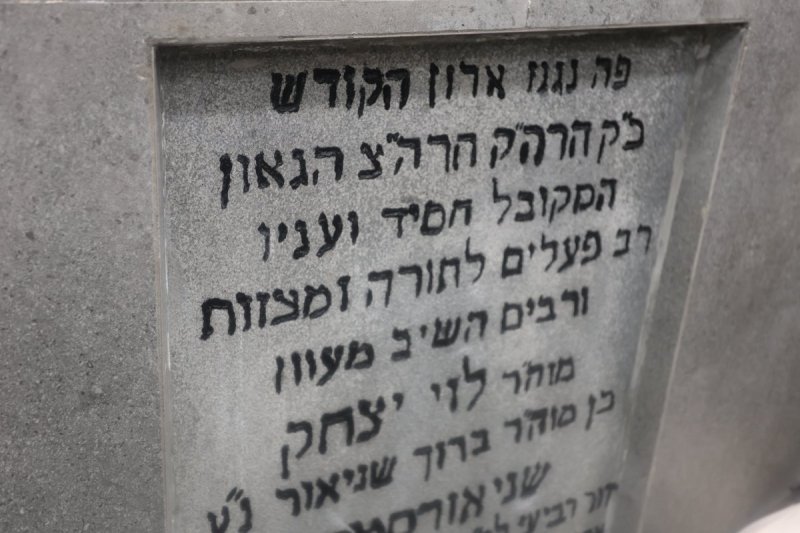 פה נגנז ארון הקודש
כ״ק הרה״ק הרה״צ הגאון
המקובל חסיד ועניו
רב פעלים לתורה ומצוות
ורבים השיב מעוון
מוה״ר לוי יצחק
בן מוה״ר ברוך שניאור נ״ע
שניאורסאהן